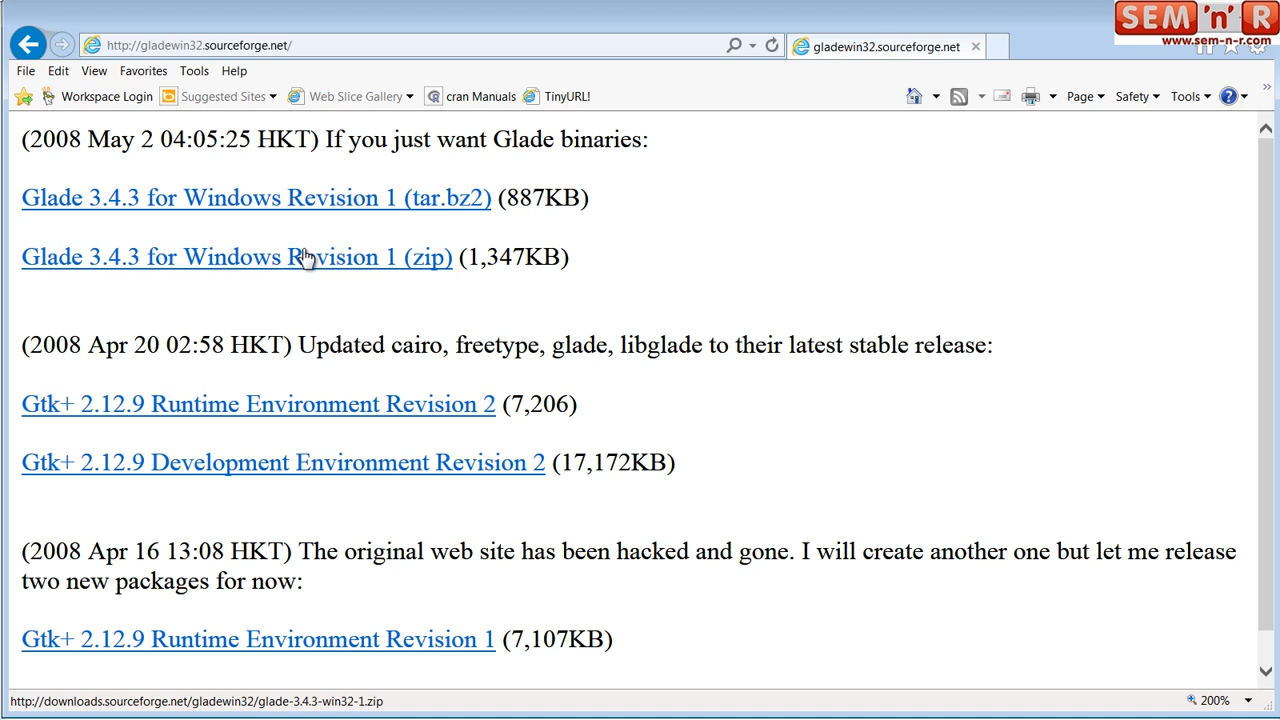 SEM 'n' R
www.sem-n-r.com
http://gladewin32.sourceforge.net/
gladewin32.sourceforge.net
File Edit View Favorites Tools Help
Workspace Login Suggested Sites Web Slice Gallery cran Manuals TinyURL! Page Safety Tools
(2008 May 2 04:05:25 HKT) If you just want Glade binaries:
Glade 3.4.3 for Windows Revision 1 (tar.bz2) (887KB)
Glade 3.4.3 for Windows Revision 1 (zip) (1,347KB)
(2008 Apr 20 02:58 HKT) Updated cairo, freetype, glade, libglade to their latest stable release:
Gtk+ 2.12.9 Runtime Environment Revision 2 (7,206)
Gtk+ 2.12.9 Development Environment Revision 2 (17,172KB)
(2008 Apr 16 13:08 HKT) The original web site has been hacked and gone. I will create another one but let me release
two new packages for now:
Gtk+ 2.12.9 Runtime Environment Revision 1 (7,107KB)
http://downloads.sourceforge.net/gladewin32/glade-3.4.3-win32-1.zip
200%